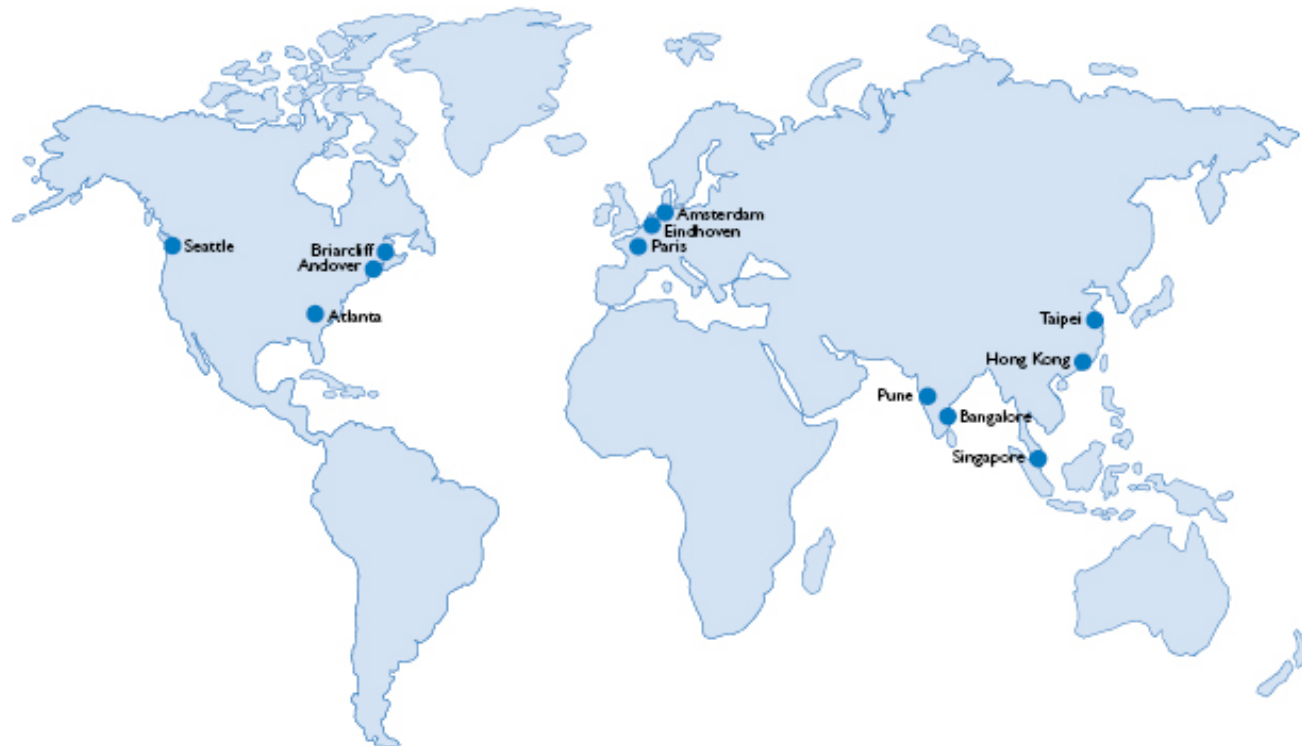 Amsterdam
Eindhoven
Seattle
Briarcliff
Paris
Andover
Atlanta
Taipei
Hong Kong
Pune
Bangalore
Singapore